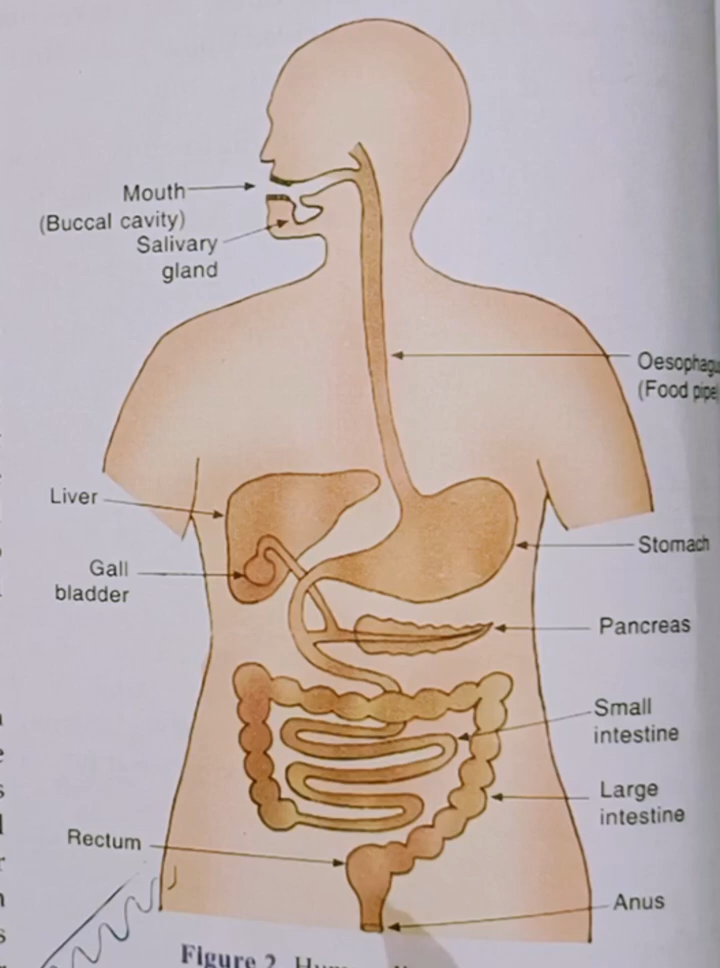 Mouth
(Buccal cavity)
Salivary
gland
Oesophagu
(Food pipe
Liver
Stomach
Gall
bladder
Pancreas
Small
intestine
Large
intestine
Rectum
Anus
Figure 2